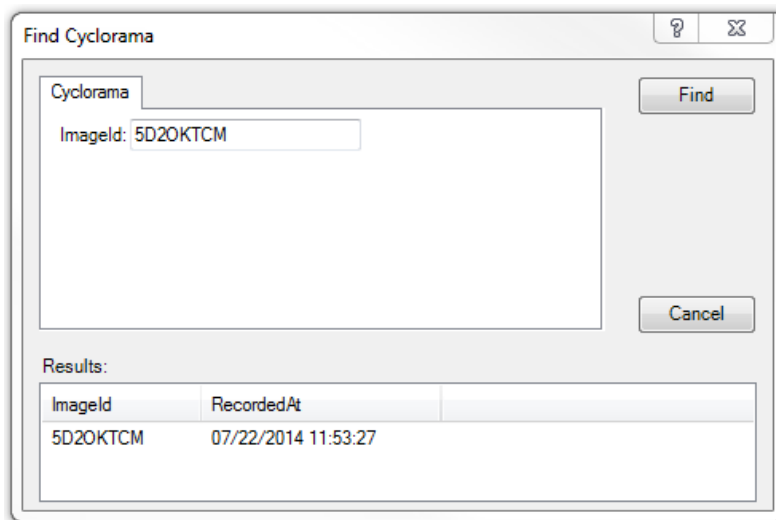 Find Cyclorama
Cyclorama
Find
ImageId: 5D2OKTCM
Cancel
Results:
ImageId RecordedAt
5D2OKTCM 07/22/2014 11:53:27